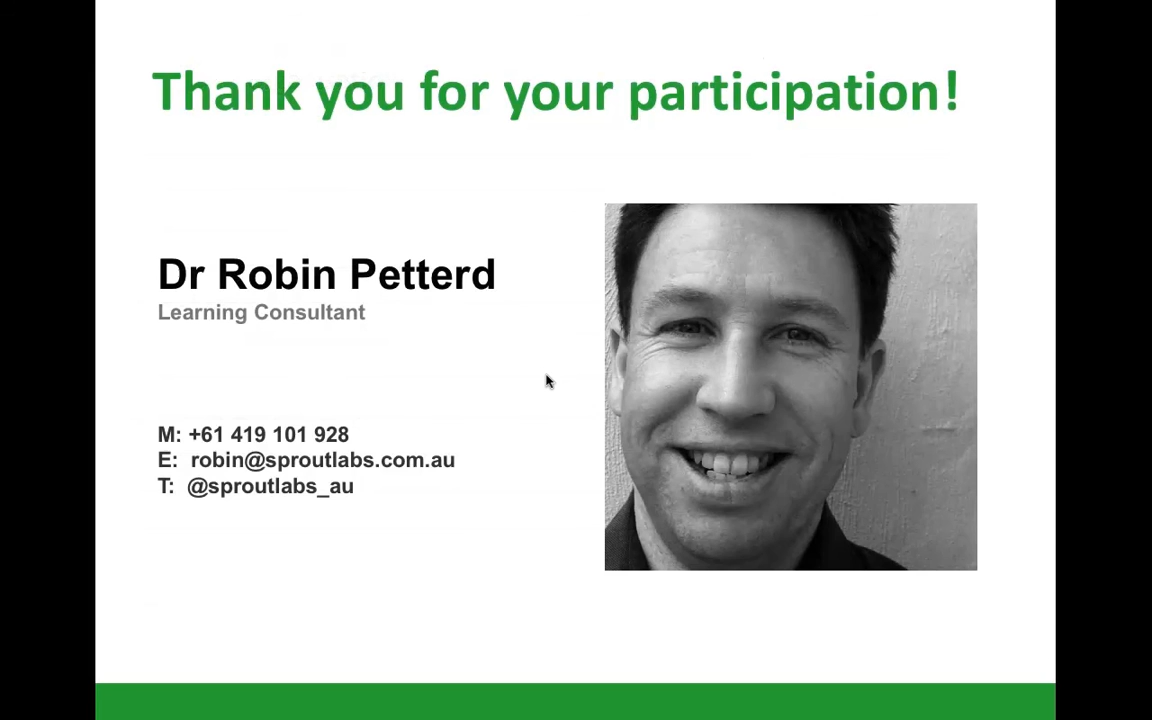 Thank you for your participation!
Dr Robin Petterd
Learning Consultant
M: +61 419 101 928
E: robin@sproutlabs.com.au
T: @sproutlabs_au